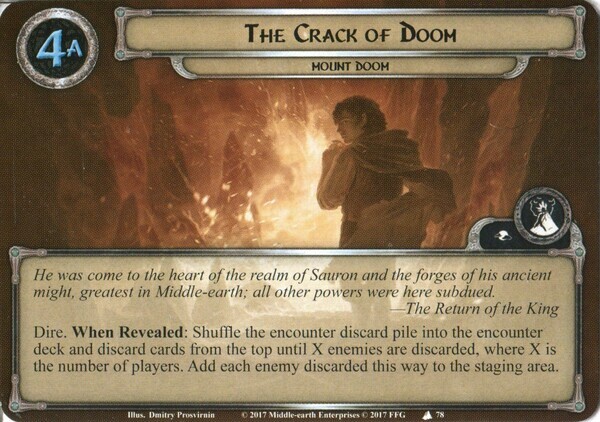 4A
THE CRACK OF DOOM
MOUNT DOOM
He was come to the heart of the realm of Sauron and the forges of his ancient
might, greatest in Middle-earth; all other powers were here subdued.
—The Return of the King
Dire. When Revealed: Shuffle the encounter discard pile into the encounter
deck and discard cards from the top until X enemies are discarded, where X is
the number of players. Add each enemy discarded this way to the staging area.
Illus. Dmitry Prosvirnin © 2017 Middle-earth Enterprises © 2017 FFG 78